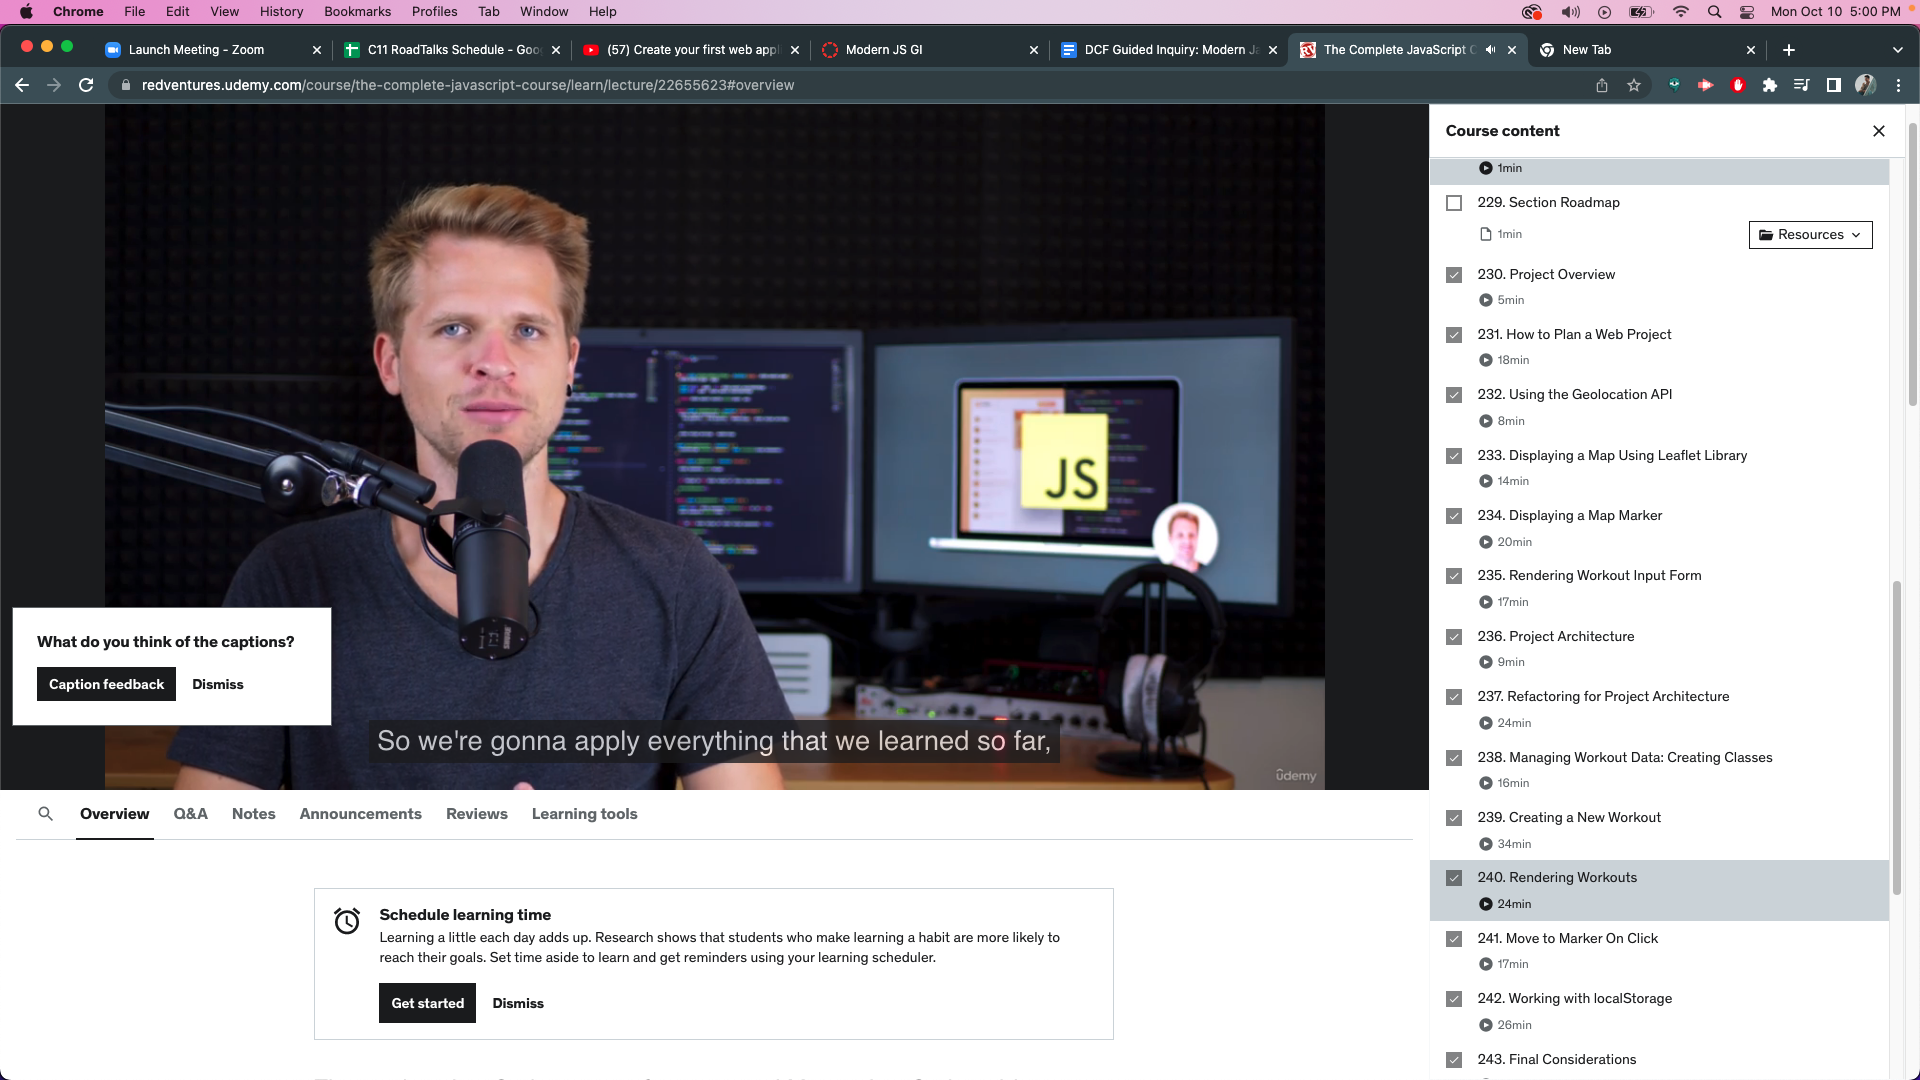 Chrome File Edit View History Bookmarks Profiles Tab Window Help Mon Oct 10 5:00 PM
Launch Meeting - Zoom C11 RoadTalks Schedule - Goo (57) Create your first web app Modern JS GI DCF Guided Inquiry: Modern Ja The Complete JavaScript C New Tab
redventures.udemy.com/course/the-complete-javascript-course/learn/lecture/22655623#overview
JS
What do you think of the captions?
Caption feedback Dismiss
So we're gonna apply everything that we learned so far,
ûdemy
Overview Q&A Notes Announcements Reviews Learning tools
Schedule learning time
Learning a little each day adds up. Research shows that students who make learning a habit are more likely to
reach their goals. Set time aside to learn and get reminders using your learning scheduler.
Get started Dismiss
Course content
1min
229. Section Roadmap
1min
Resources
230. Project Overview
5min
231. How to Plan a Web Project
18min
232. Using the Geolocation API
8min
233. Displaying a Map Using Leaflet Library
14min
234. Displaying a Map Marker
20min
235. Rendering Workout Input Form
17min
236. Project Architecture
9min
237. Refactoring for Project Architecture
24min
238. Managing Workout Data: Creating Classes
16min
239. Creating a New Workout
34min
240. Rendering Workouts
24min
241. Move to Marker On Click
17min
242. Working with localStorage
26min
243. Final Considerations